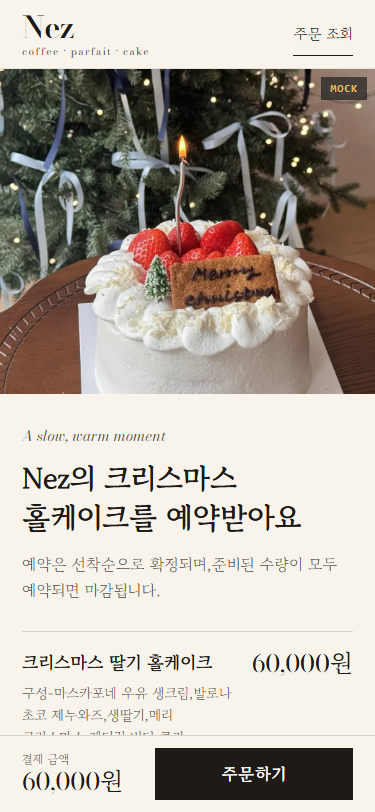 Nez
coffee · parfait · cake
주문 조회
MOCK
Merry
christmas
A slow, warm moment
Nez의 크리스마스
홀케이크를 예약받아요
예약은 선착순으로 확정되며,준비된 수량이 모두
예약되면 마감됩니다.
크리스마스 딸기 홀케이크
60,000원
구성-마스카포네 우유 생크림,발로나
초코 제누와즈,생딸기,메리
결제 금액
60,000원
주문하기